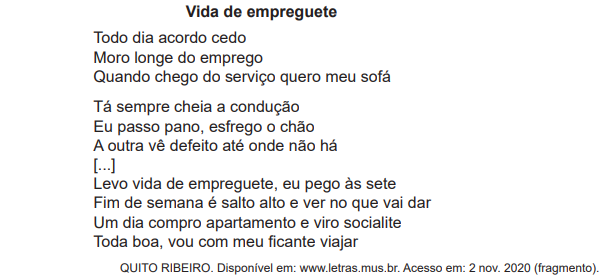 Vida de empreguete
Todo dia acordo cedo
Moro longe do emprego
Quando chego do serviço quero meu sofá
Tá sempre cheia a condução
Eu passo pano, esfrego o chão
A outra vê defeito até onde não há
[...]
Levo vida de empreguete, eu pego às sete
Fim de semana é salto alto e ver no que vai dar
Um dia compro apartamento e viro socialite
Toda boa, vou com meu ficante viajar
QUITO RIBEIRO. Disponível em: www.letras.mus.br. Acesso em: 2 nov. 2020 (fragmento).